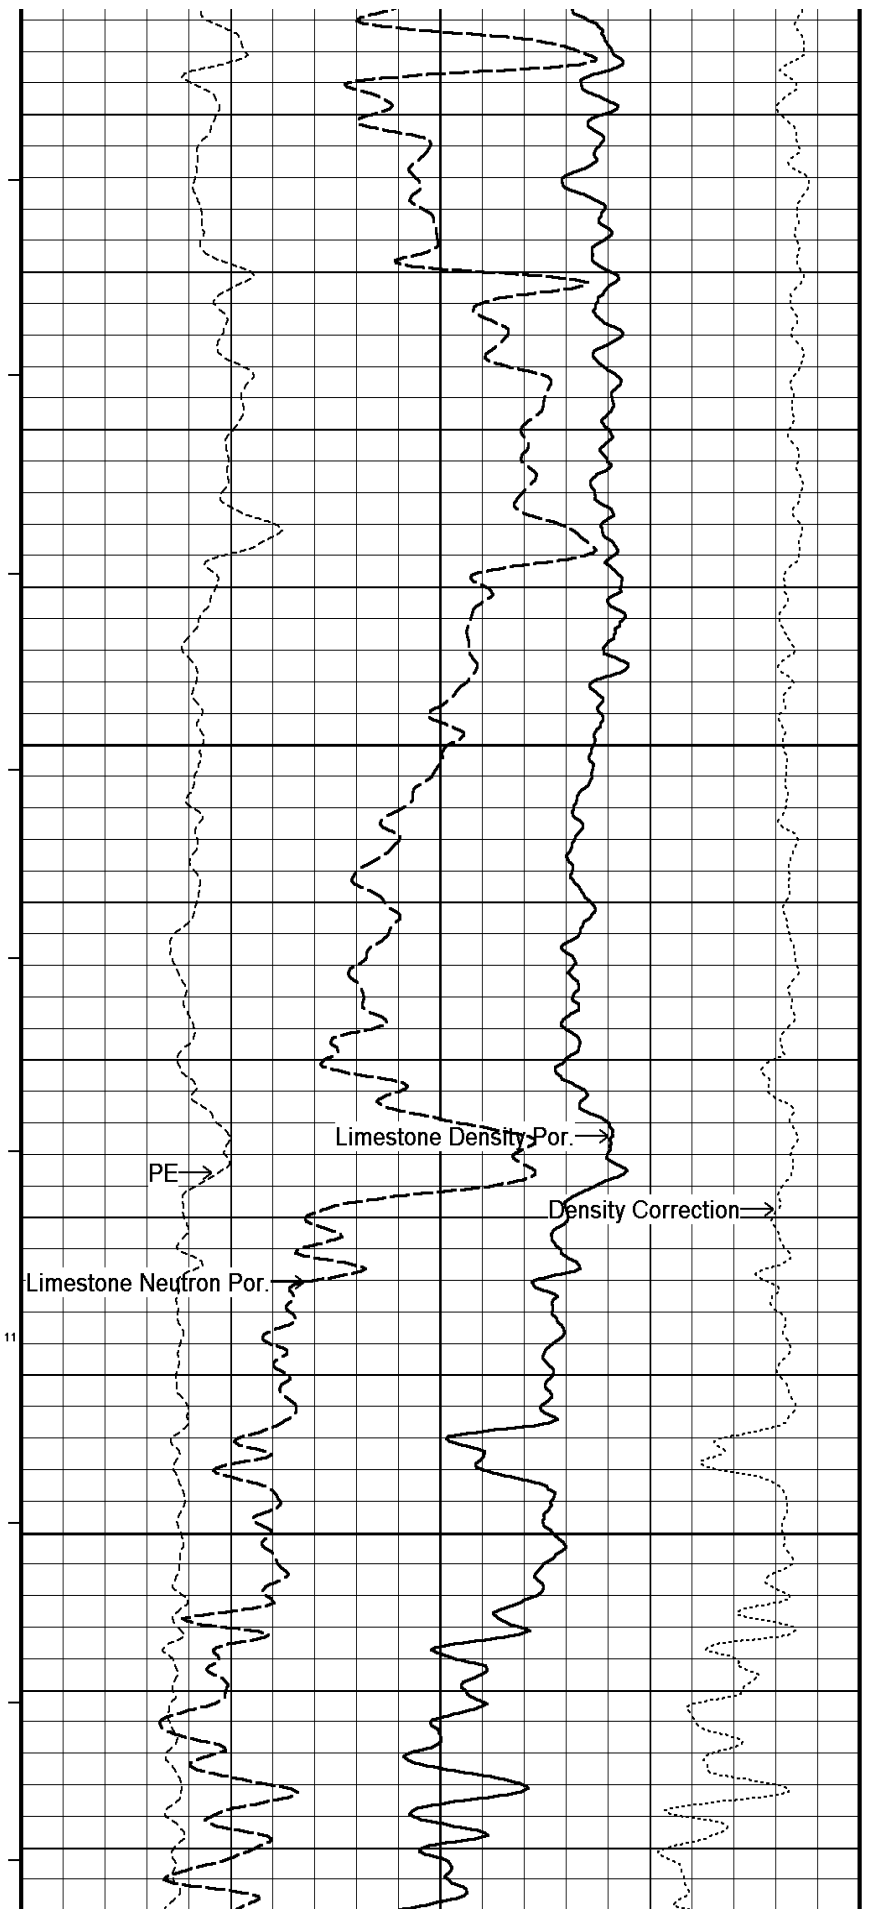 Limestone Density Por.
PE
Density Correction
Limestone Neutron Por.
11